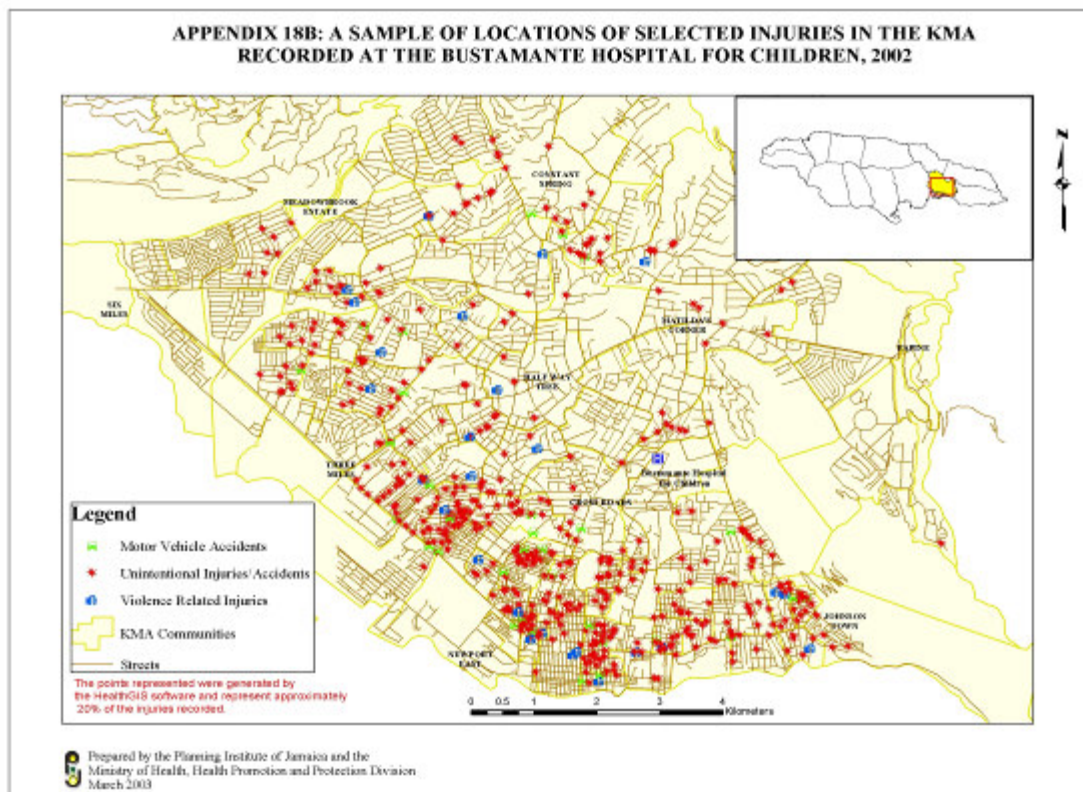 APPENDIX 18B: A SAMPLE OF LOCATIONS OF SELECTED INJURIES IN THE KMA
RECORDED AT THE BUSTAMANTE HOSPITAL FOR CHILDREN, 2002
Z
CONSTANT
SPRING
MEADOWBROOK
ESTATE
SIX
MILES
MATILDA'S
CORNER
PAPINE
HALF WAY
TREE
THREE
MILES
H
Bustamante Hospital
For Children
CROSS ROADS
JOHNSON
TOWN
NEWPORT
EAST
Legend
Motor Vehicle Accidents
Unintentional Injuries/Accidents
Violence Related Injuries
KMA Communities
Streets
The points represented were generated by
the HealthGIS software and represent approximately
20% of the injuries recorded.
0 0.5 1 2 3 4
Kilometers
Prepared by the Planning Institute of Jamaica and the
Ministry of Health, Health Promotion and Protection Division
March 2003